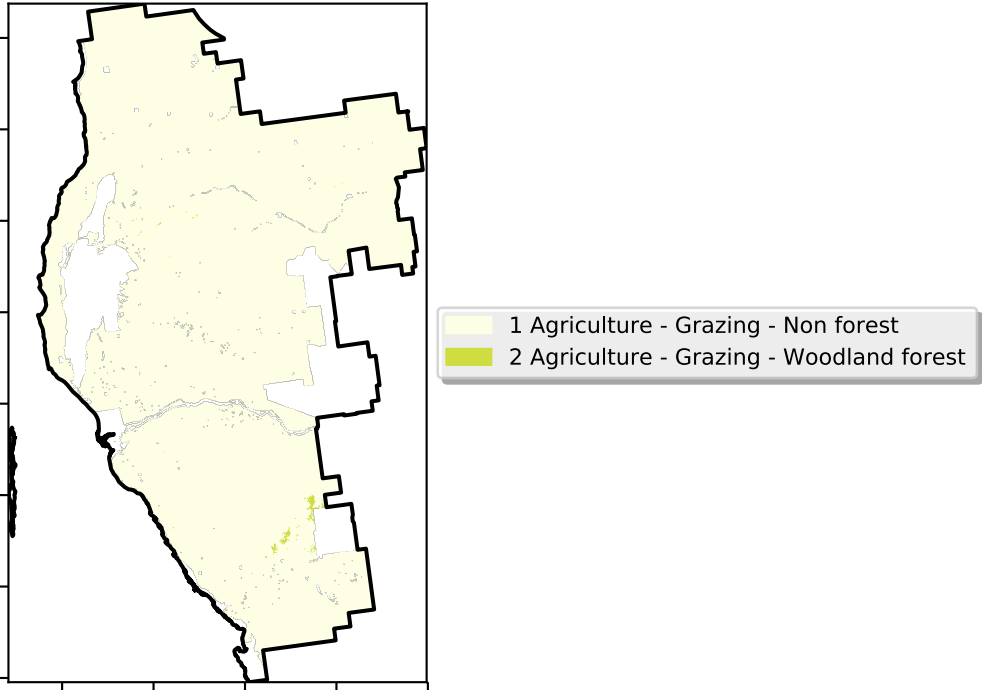 1 Agriculture - Grazing - Non forest
2 Agriculture - Grazing - Woodland forest